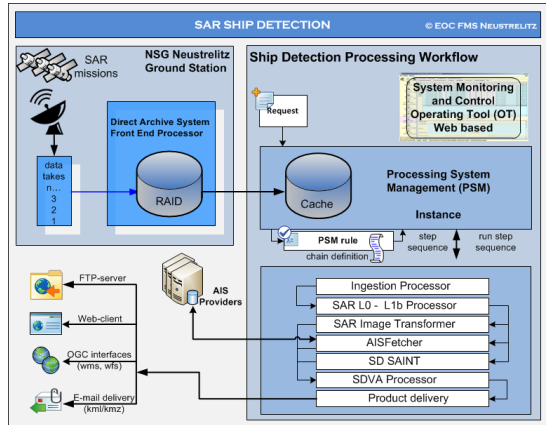 SAR SHIP DETECTION
© EOC FMS NEUSTRELITZ
SAR
missions
NSG Neustrelitz
Ground Station
Direct Archive System
Front End Processor
data
takes
n...
3
2
1
RAID
Ship Detection Processing Workflow
Request
System Monitoring
and Control
Operating Tool (OT)
Web based
Cache
Processing System
Management (PSM)
Instance
PSM rule
chain definition
step
sequence
run step
sequence
FTP-server
Web-client
OGC interfaces
(wms, wfs)
E-mail delivery
(kml/kmz)
AIS
Providers
Ingestion Processor
SAR L0 - L1b Processor
SAR Image Transformer
AISFetcher
SD SAINT
SDVA Processor
Product delivery